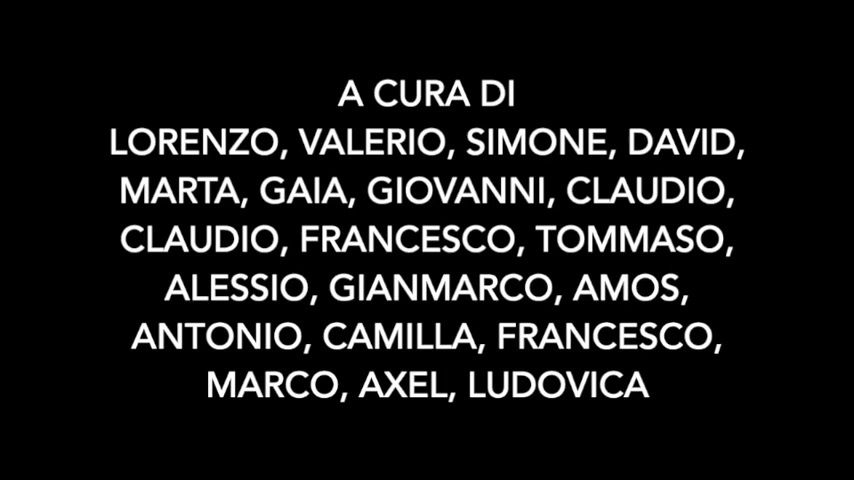 A CURA DI
LORENZO, VALERIO, SIMONE, DAVID,
MARTA, GAIA, GIOVANNI, CLAUDIO,
CLAUDIO, FRANCESCO, TOMMASO,
ALESSIO, GIANMARCO, AMOS,
ANTONIO, CAMILLA, FRANCESCO,
MARCO, AXEL, LUDOVICA